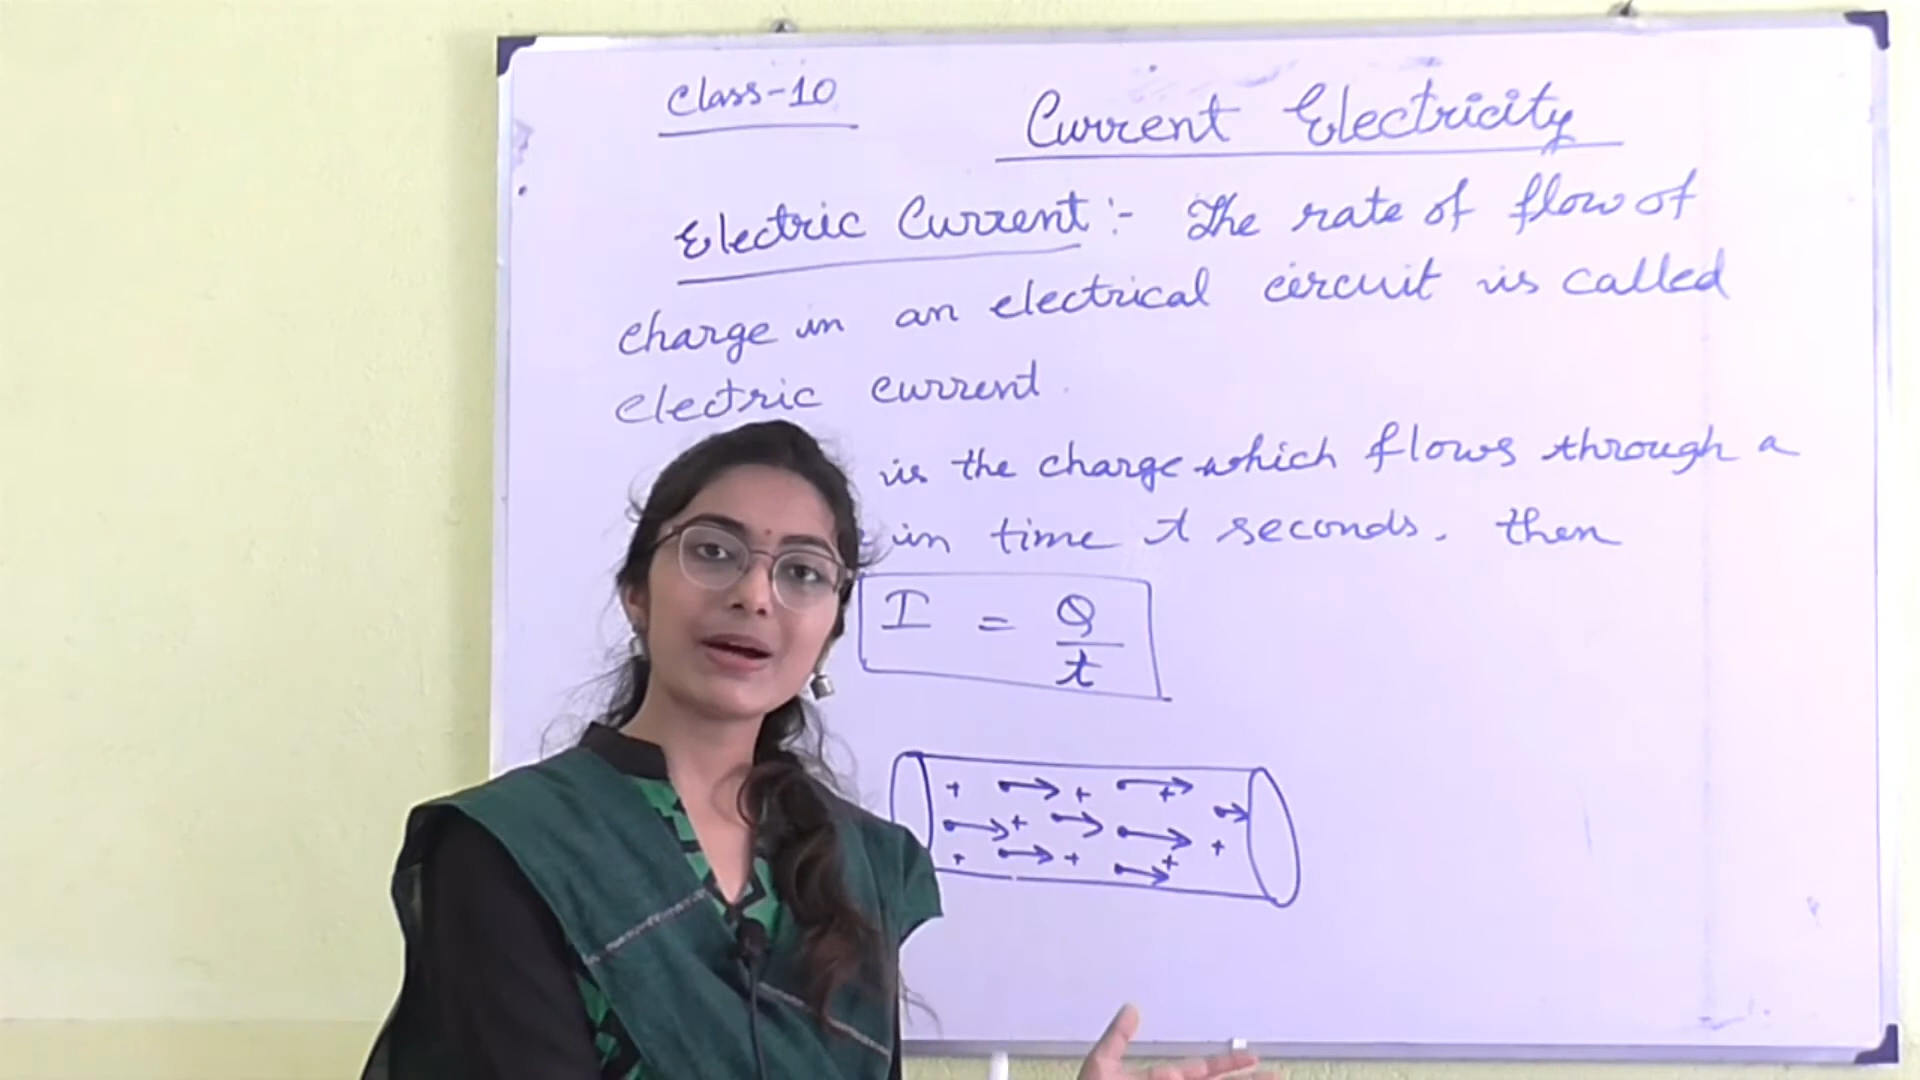 Class-10
Current Electricity
Electric Current :- The rate of flow of
charge in an electrical circuit is called
electric current.
is the charge which flows through a
in time t seconds. then
I = Q/t
+ + +
+ +
+ + +